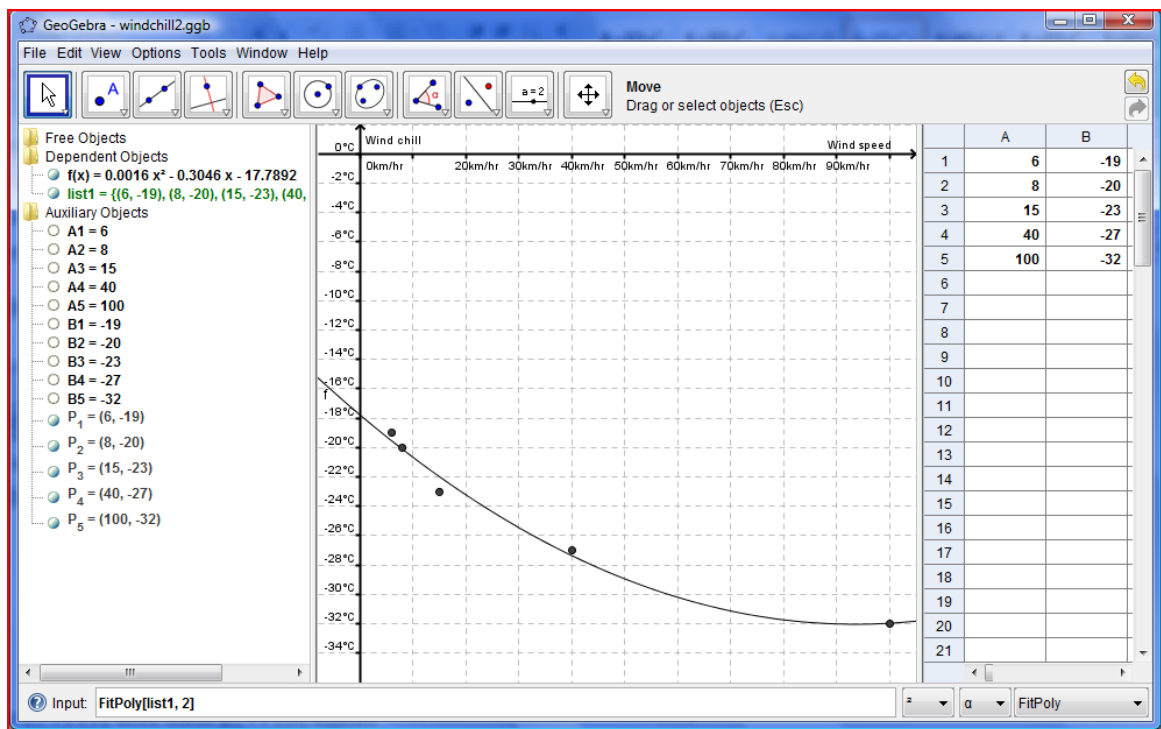 GeoGebra - windchill2.ggb
File Edit View Options Tools Window Help
A
α
a = 2
Move
Drag or select objects (Esc)
Free Objects
Dependent Objects
f(x) = 0.0016 x² - 0.3046 x - 17.7892
list1 = {(6, -19), (8, -20), (15, -23), (40,
Auxiliary Objects
A1 = 6
A2 = 8
A3 = 15
A4 = 40
A5 = 100
B1 = -19
B2 = -20
B3 = -23
B4 = -27
B5 = -32
P1 = (6, -19)
P2 = (8, -20)
P3 = (15, -23)
P4 = (40, -27)
P5 = (100, -32)
Wind chill
Wind speed
0°C
0km/hr 20km/hr 30km/hr 40km/hr 50km/hr 60km/hr 70km/hr 80km/hr 90km/hr
-2°C
-4°C
-6°C
-8°C
-10°C
-12°C
-14°C
-16°C
f
-18°C
-20°C
-22°C
-24°C
-26°C
-28°C
-30°C
-32°C
-34°C
A B
1 6 -19
2 8 -20
3 15 -23
4 40 -27
5 100 -32
6
7
8
9
10
11
12
13
14
15
16
17
18
19
20
21
Input: FitPoly[list1, 2]
²
α
FitPoly